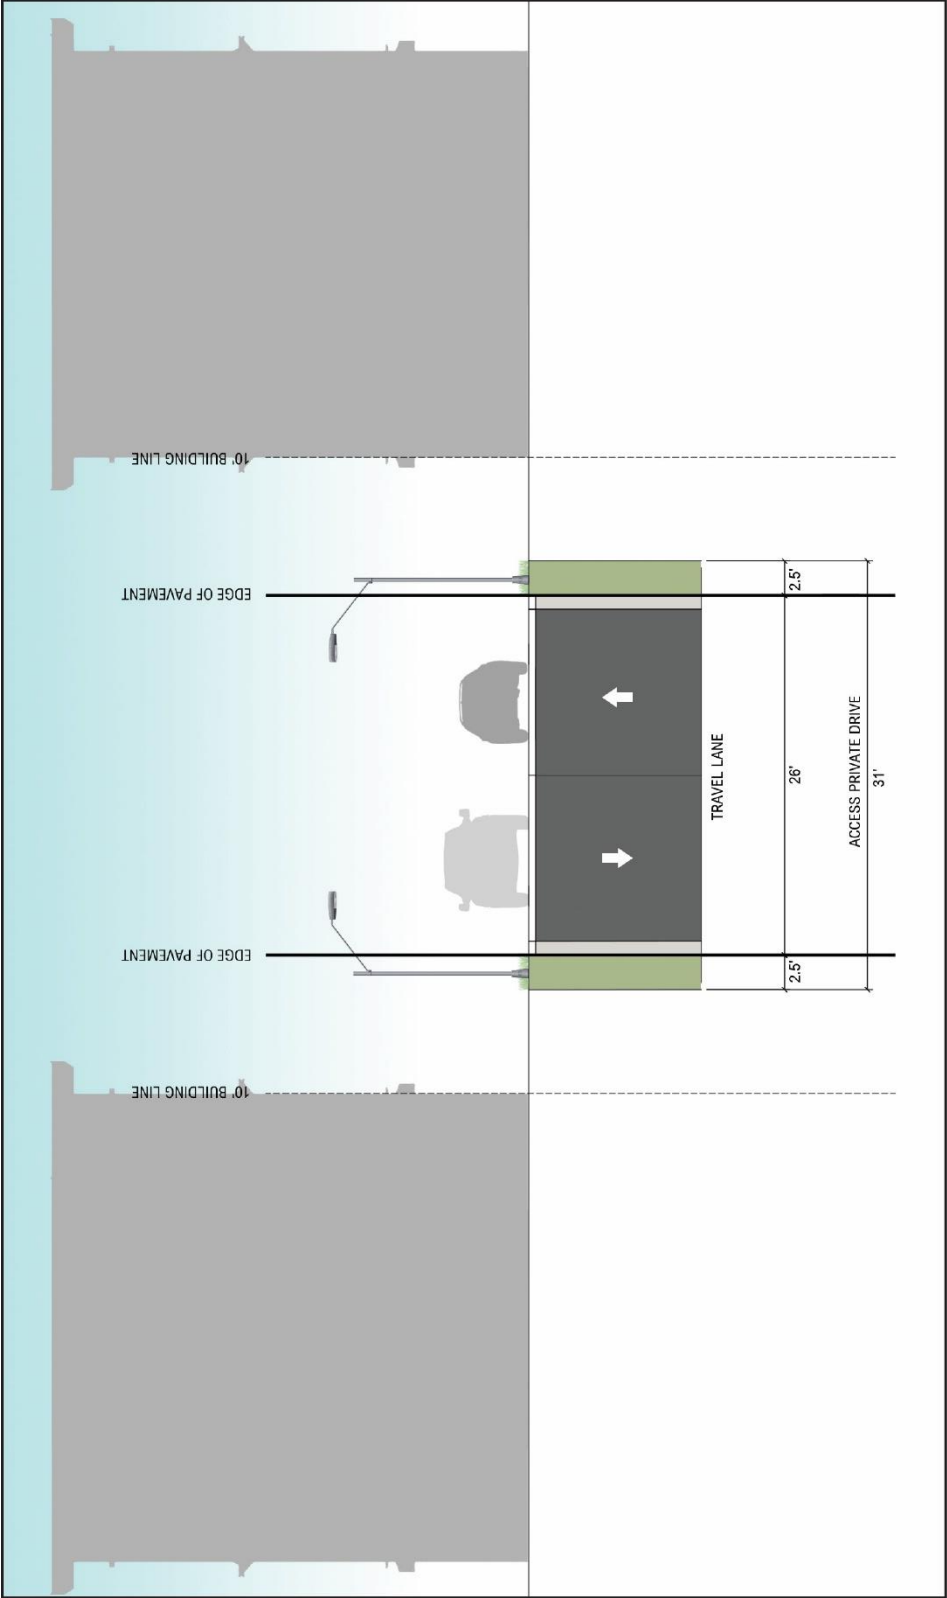 10' BUILDING LINE
EDGE OF PAVEMENT
EDGE OF PAVEMENT
10' BUILDING LINE
TRAVEL LANE
2.5'
26'
2.5'
ACCESS PRIVATE DRIVE
31'